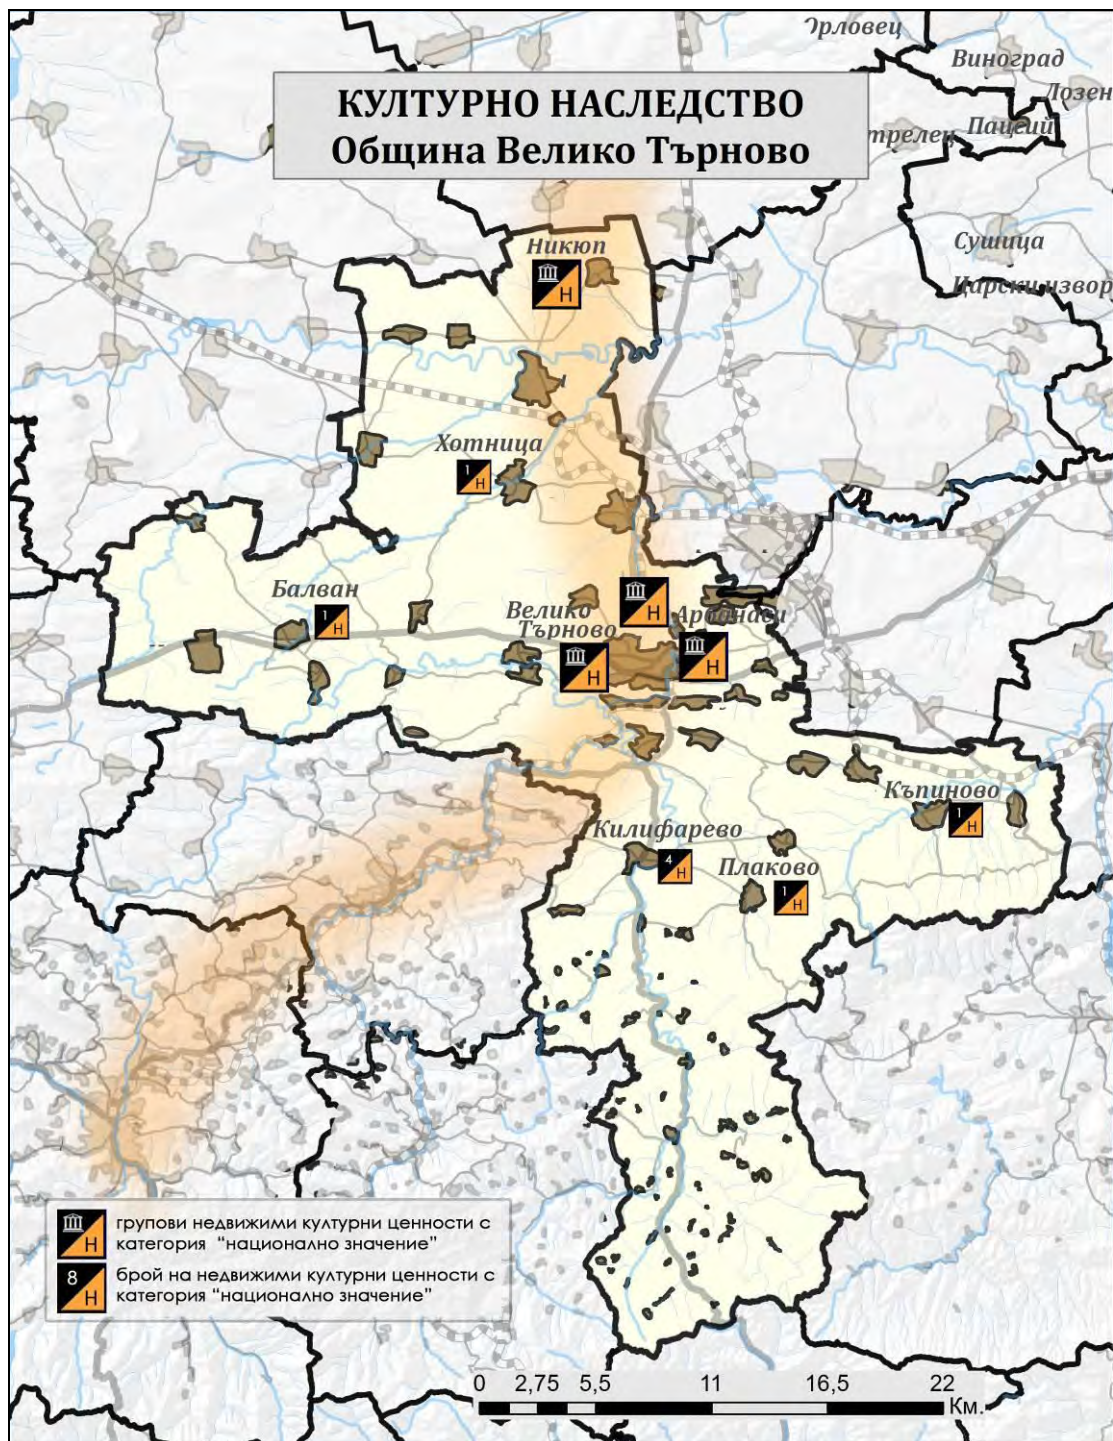 Орловец
Виноград
Лозен
Пацсий
трелец
КУЛТУРНО НАСЛЕДСТВО
Община Велико Търново
Сушица
Царски извор
Никюп
H
Хотница
1
H
Балван
1
H
Велико
Търново
H
H
Арбанаси
H
Къпиново
1
H
Килифарево
4
H
Плаково
1
H
H
групови недвижими културни ценности с
категория "национално значение"
8
H
брой на недвижими културни ценности с
категория "национално значение"
0 2,75 5,5 11 16,5 22
Км.